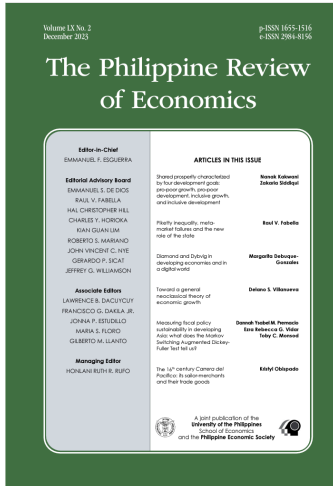 Volume LX No. 2
December 2023
p-ISSN 1655-1516
e-ISSN 2984-8156
The Philippine Review
of Economics
Editor-in-Chief
EMMANUEL F. ESGUERRA
Editorial Advisory Board
EMMANUEL S. DE DIOS
RAUL V. FABELLA
HAL CHRISTOPHER HILL
CHARLES Y. HORIOKA
KIAN GUAN LIM
ROBERTO S. MARIANO
JOHN VINCENT C. NYE
GERARDO P. SICAT
JEFFREY G. WILLIAMSON
Associate Editors
LAWRENCE B. DACUYCUY
FRANCISCO G. DAKILA JR.
JONNA P. ESTUDILLO
MARIA S. FLORO
GILBERTO M. LLANTO
Managing Editor
HONLANI RUTH R. RUFO
ARTICLES IN THIS ISSUE
Shared prosperity characterized
by four development goals:
pro-poor growth, pro-poor
development, inclusive growth,
and inclusive development
Nanak Kakwani
Zakaria Siddiqui
Piketty inequality, meta-
market failures and the new
role of the state
Raul V. Fabella
Diamond and Dybvig in
developing economies and in
a digital world
Margarita Debuque-
Gonzales
Toward a general
neoclassical theory of
economic growth
Delano S. Villanueva
Measuring fiscal policy
sustainability in developing
Asia: what does the Markov
Switching Augmented Dickey-
Fuller Test tell us?
Dannah Ysabel M. Premacio
Ezra Rebecca G. Vidar
Toby C. Monsod
The 16th century Carrera del
Pacifico: its sailor-merchants
and their trade goods
Kristyl Obispado
A joint publication of the
University of the Philippines
School of Economics
and the Philippine Economic Society